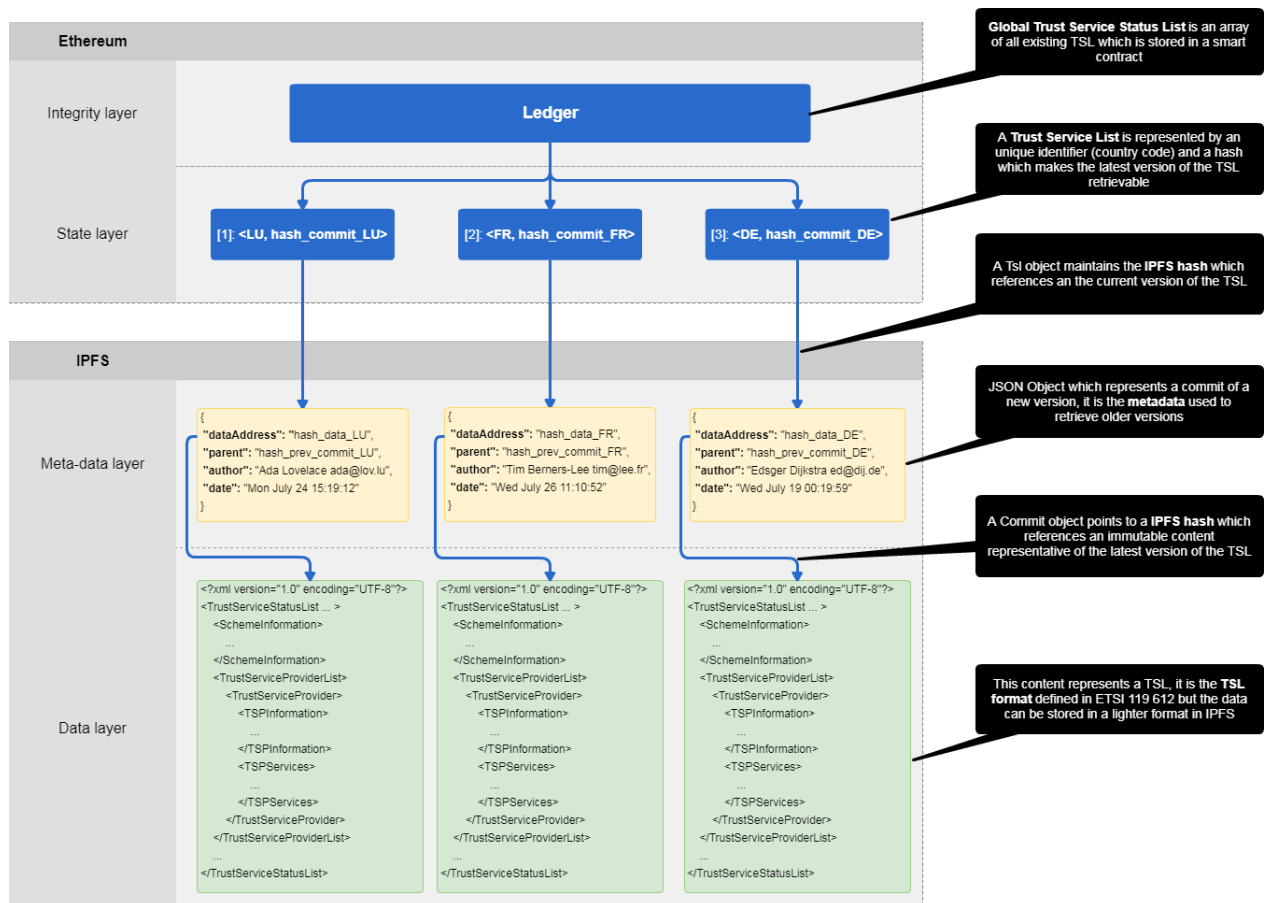 Ethereum
Integrity layer
Ledger
Global Trust Service Status List is an array
of all existing TSL which is stored in a smart
contract
State layer
[1]: <LU, hash_commit_LU>
[2]: <FR, hash_commit_FR>
[3]: <DE, hash_commit_DE>
A Trust Service List is represented by an
unique identifier (country code) and a hash
which makes the latest version of the TSL
retrievable
A Tsl object maintains the IPFS hash which
references an the current version of the TSL
IPFS
Meta-data layer
{
"dataAddress": "hash_data_LU",
"parent": "hash_prev_commit_LU",
"author": "Ada Lovelace ada@lov.lu",
"date": "Mon July 24 15:19:12"
}
{
"dataAddress": "hash_data_FR",
"parent": "hash_prev_commit_FR",
"author": "Tim Berners-Lee tim@lee.fr",
"date": "Wed July 26 11:10:52"
}
{
"dataAddress": "hash_data_DE",
"parent": "hash_prev_commit_DE",
"author": "Edsger Dijkstra ed@dij.de",
"date": "Wed July 19 00:19:59"
}
JSON Object which represents a commit of a
new version, it is the metadata used to
retrieve older versions
A Commit object points to a IPFS hash which
references an immutable content
representative of the latest version of the TSL
Data layer
<?xml version="1.0" encoding="UTF-8"?>
<TrustServiceStatusList ... >
<SchemeInformation>
...
</SchemeInformation>
<TrustServiceProviderList>
<TrustServiceProvider>
<TSPInformation>
...
</TSPInformation>
<TSPServices>
...
</TSPServices>
</TrustServiceProvider>
</TrustServiceProviderList>
...
</TrustServiceStatusList>
<?xml version="1.0" encoding="UTF-8"?>
<TrustServiceStatusList ... >
<SchemeInformation>
...
</SchemeInformation>
<TrustServiceProviderList>
<TrustServiceProvider>
<TSPInformation>
...
</TSPInformation>
<TSPServices>
...
</TSPServices>
</TrustServiceProvider>
</TrustServiceProviderList>
...
</TrustServiceStatusList>
<?xml version="1.0" encoding="UTF-8"?>
<TrustServiceStatusList ... >
<SchemeInformation>
...
</SchemeInformation>
<TrustServiceProviderList>
<TrustServiceProvider>
<TSPInformation>
...
</TSPInformation>
<TSPServices>
...
</TSPServices>
</TrustServiceProvider>
</TrustServiceProviderList>
...
</TrustServiceStatusList>
This content represents a TSL, it is the TSL
format defined in ETSI 119 612 but the data
can be stored in a lighter format in IPFS